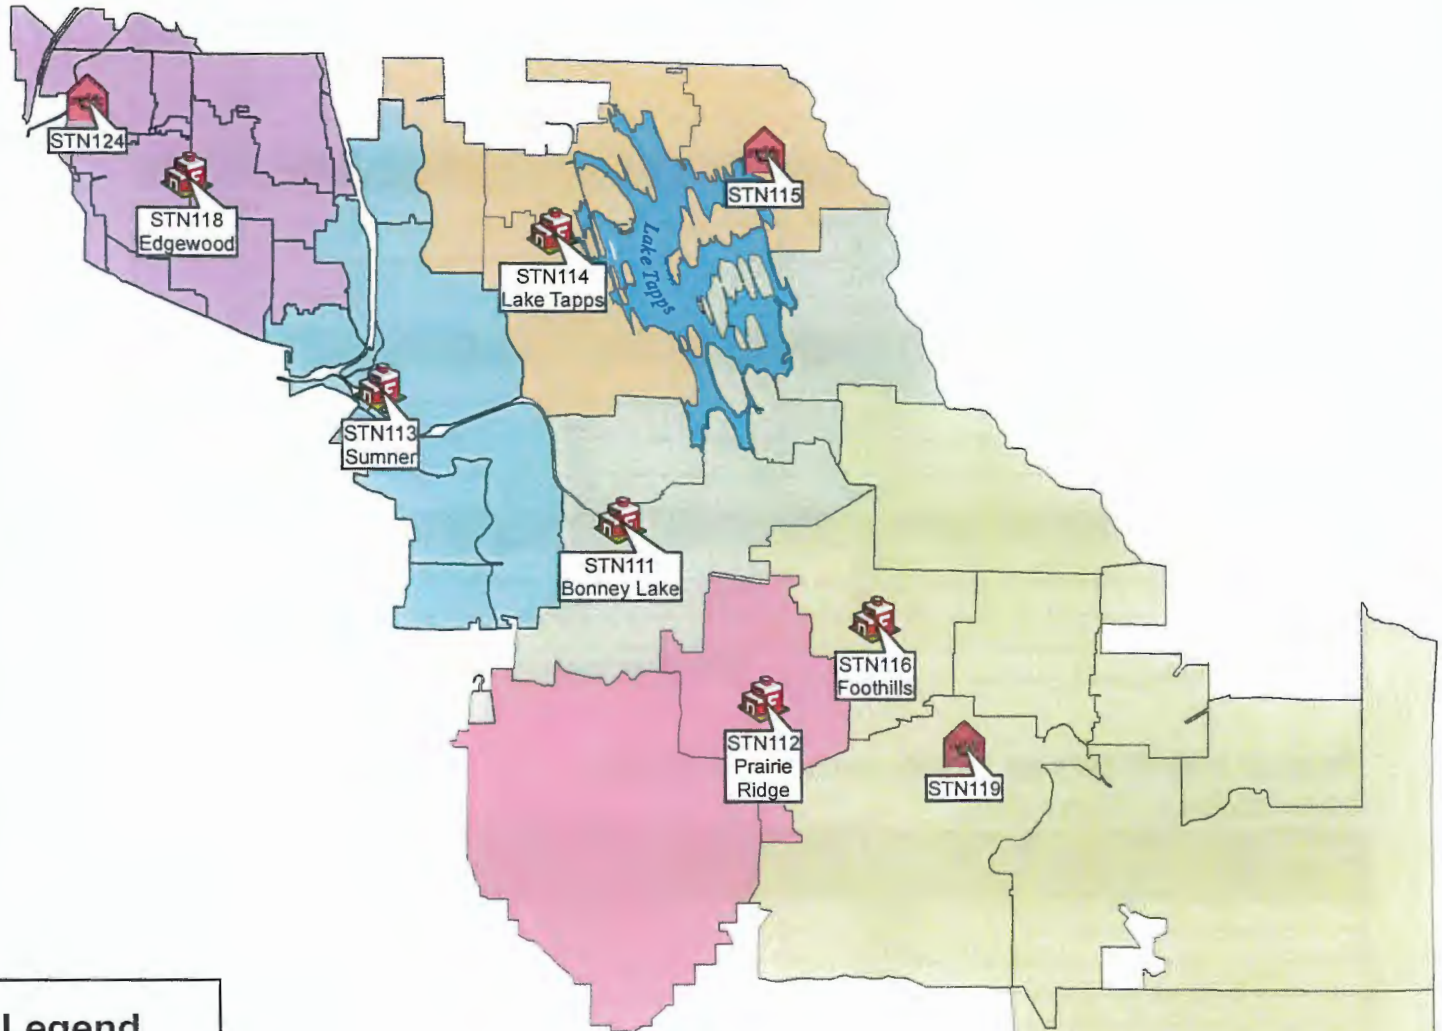 STN124
STN118
Edgewood
STN115
STN114
Lake Tapps
Lake Tapps
STN113
Sumner
STN111
Bonney Lake
STN116
Foothills
STN112
Prairie
Ridge
STN119
Legend